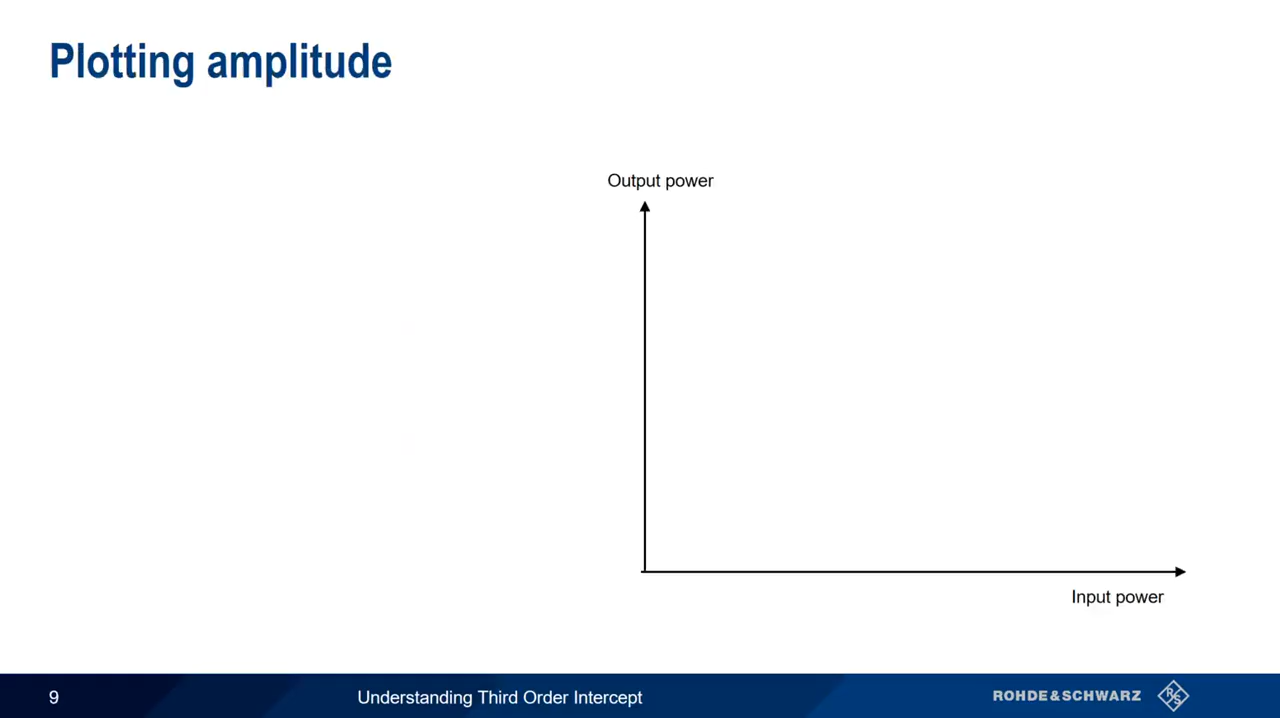 Plotting amplitude
Output power
Input power
9
Understanding Third Order Intercept
ROHDE&SCHWARZ
R
S